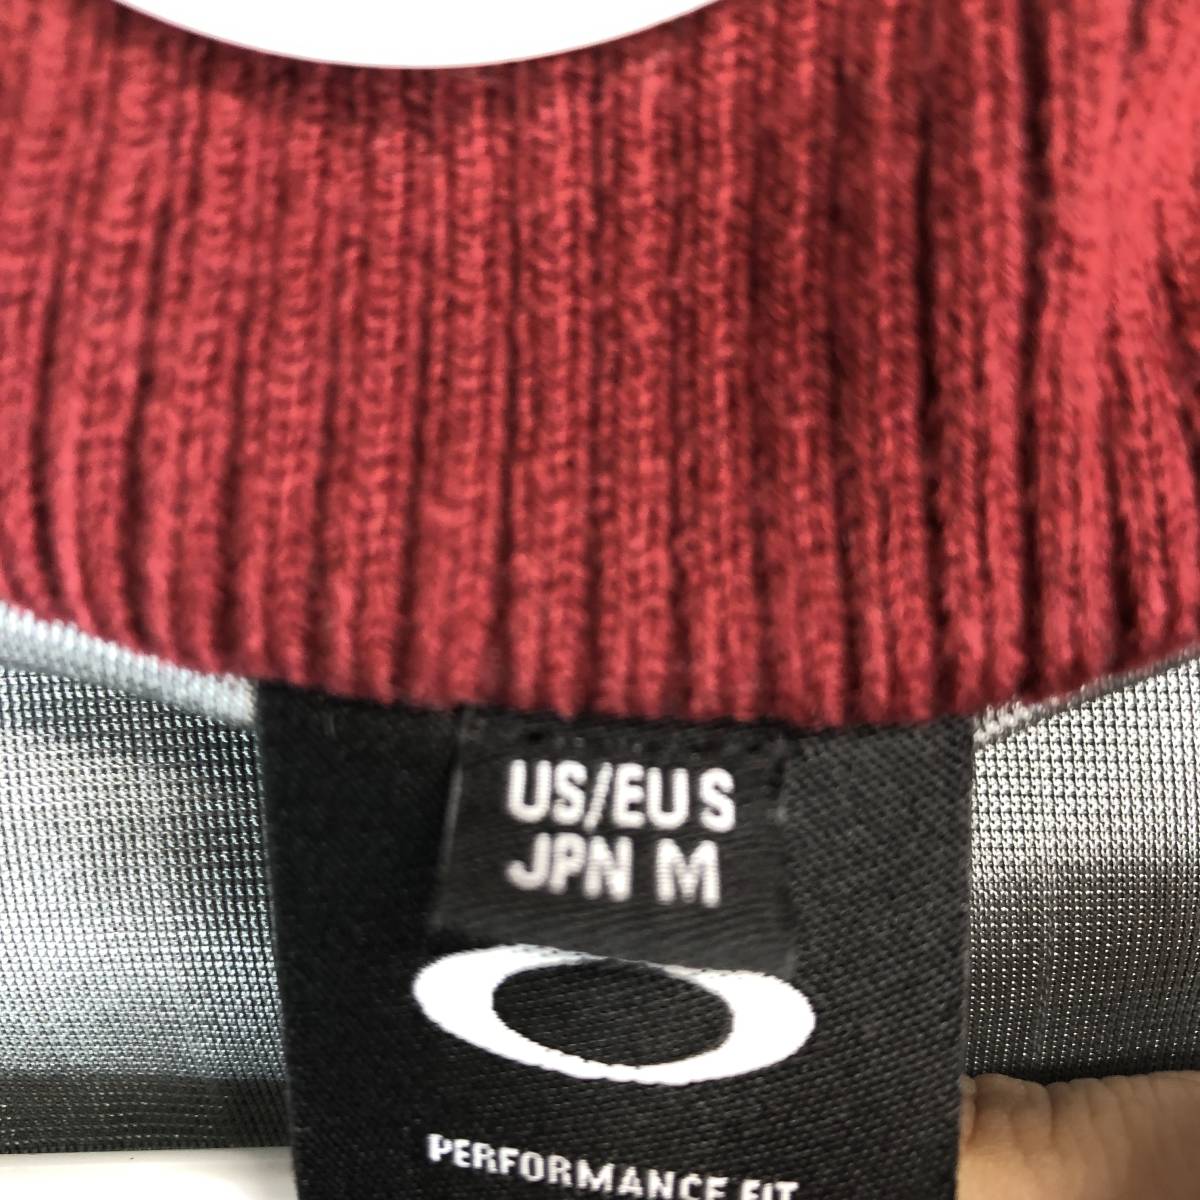 US/EU S
JPN M
PERFORMANCE FIT